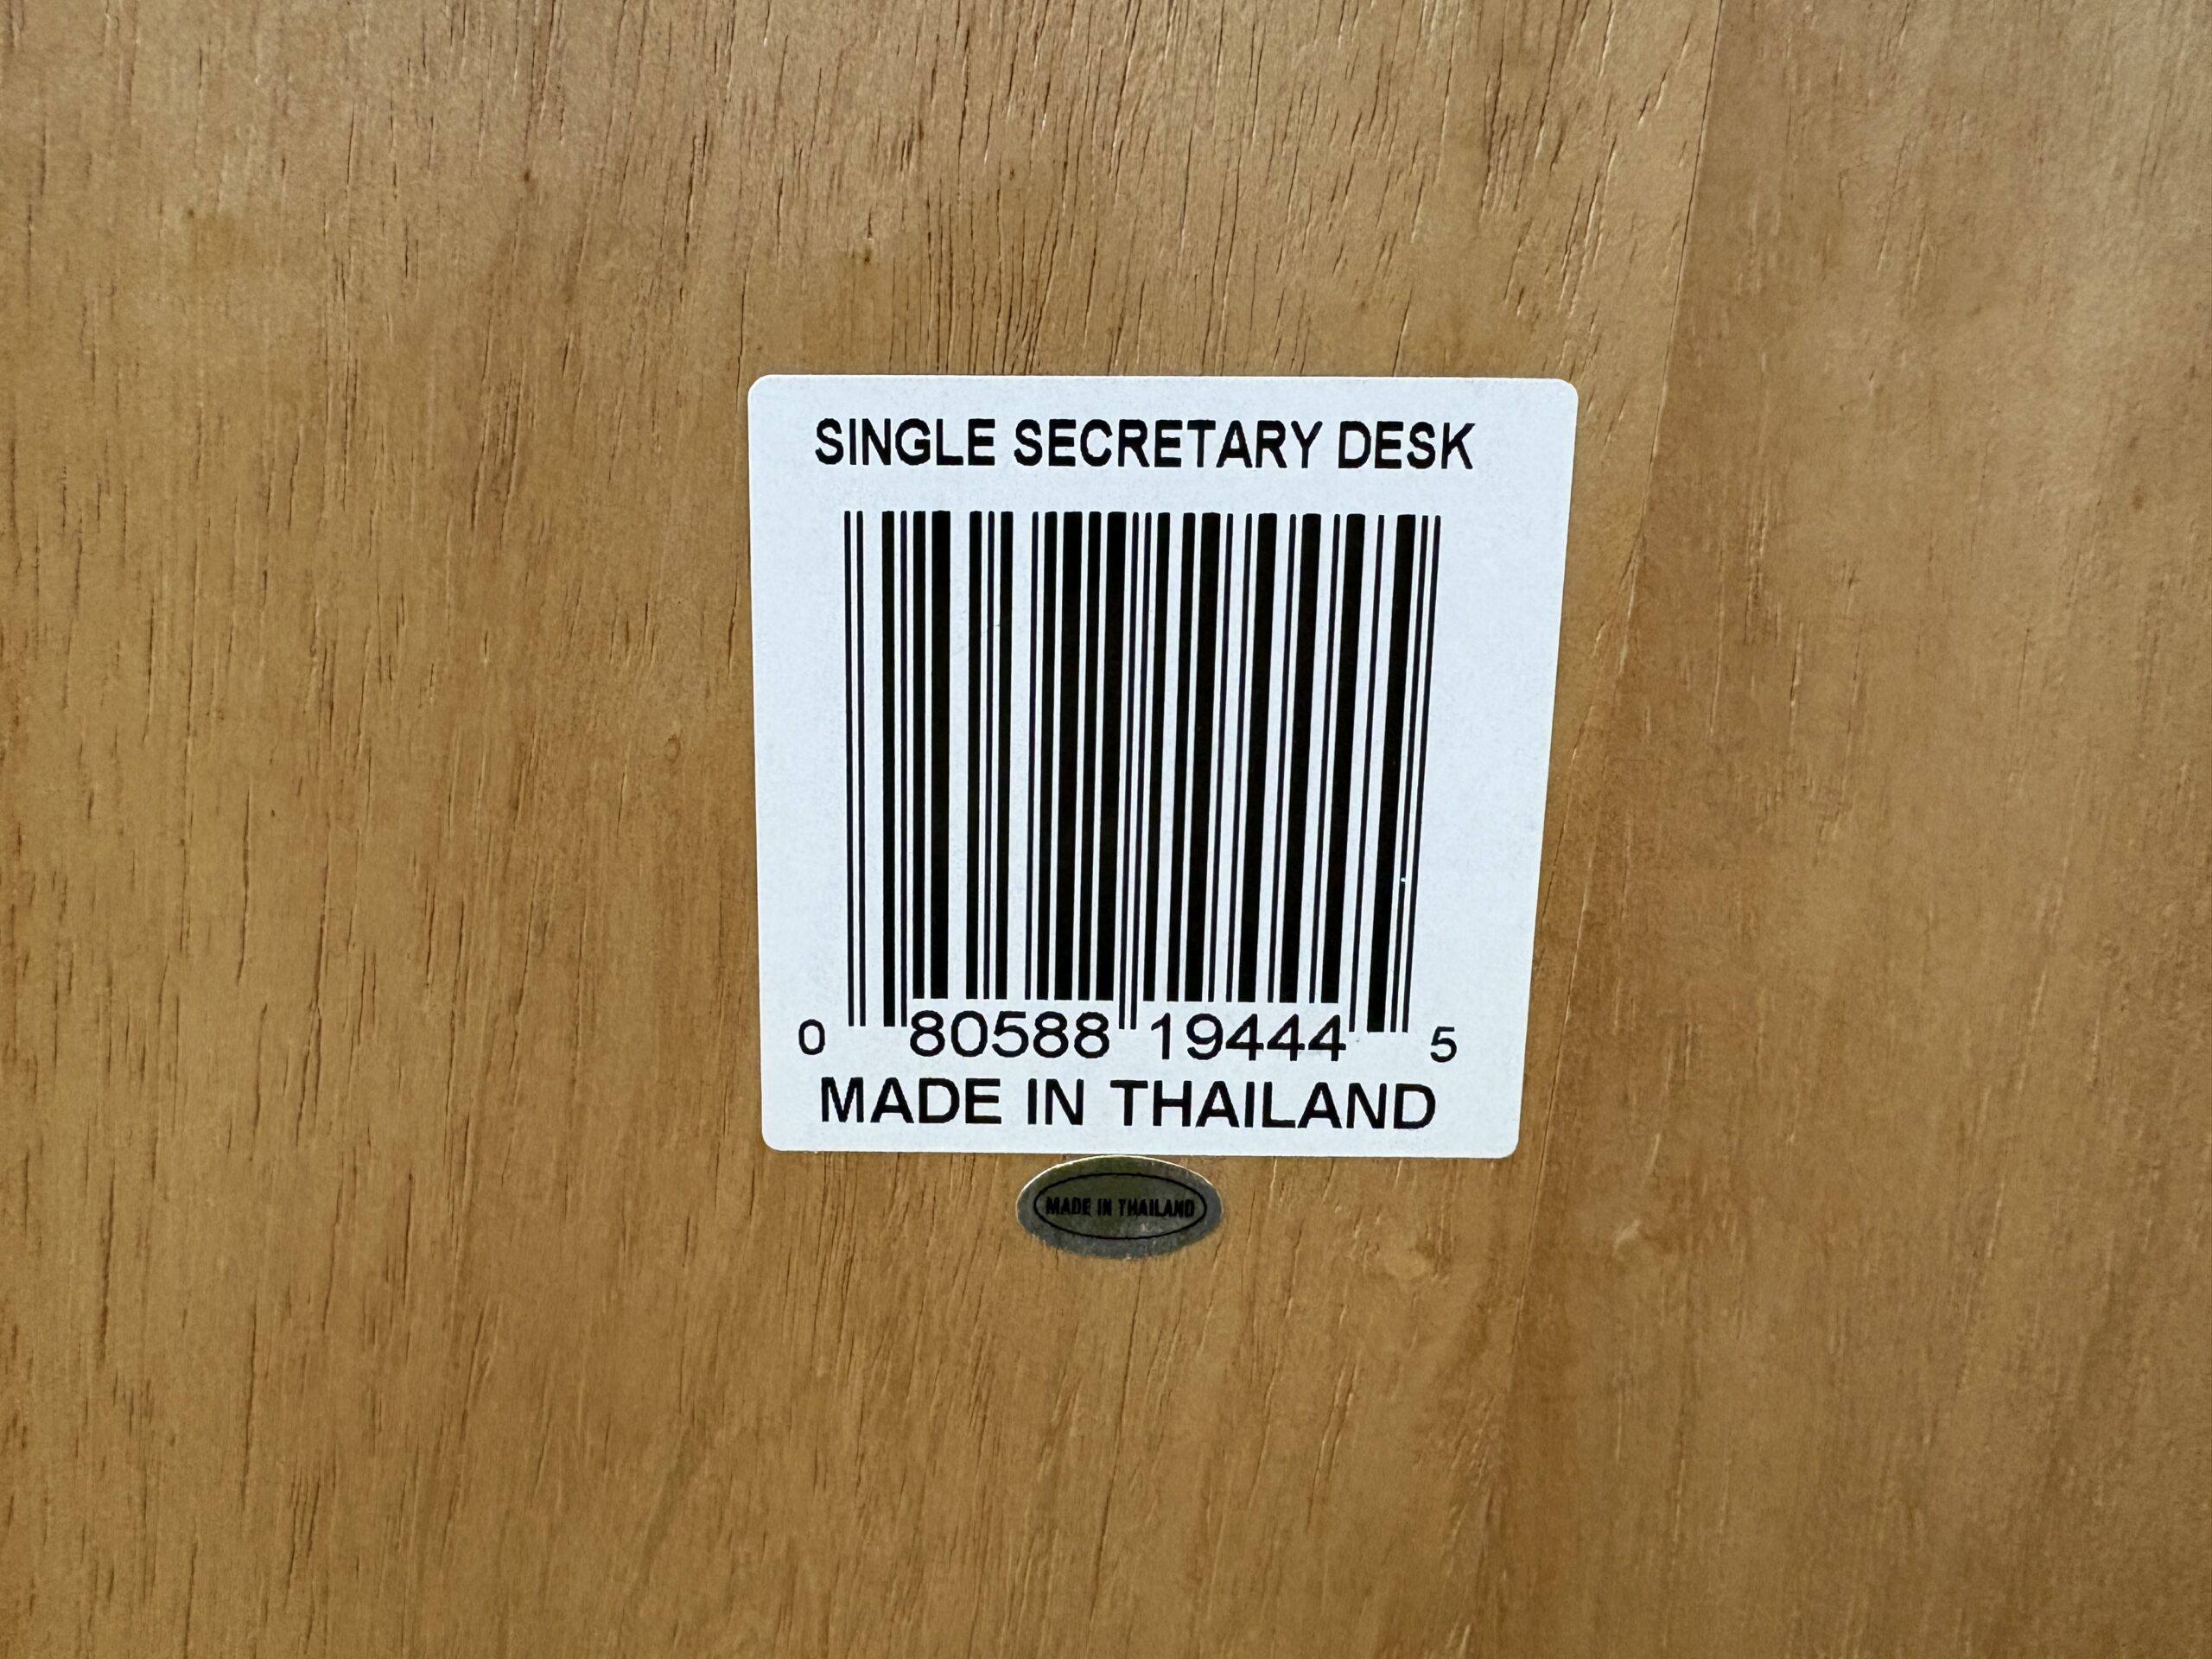 SINGLE SECRETARY DESK
0 80588 19444 5
MADE IN THAILAND
MADE IN THAILAND